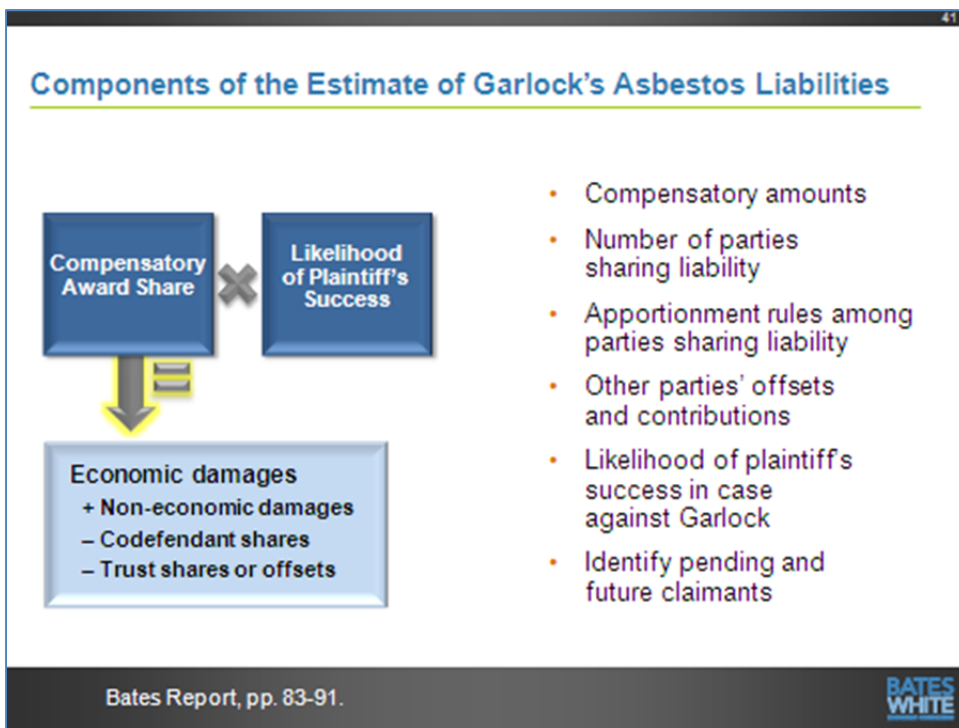 41
Components of the Estimate of Garlock's Asbestos Liabilities
Compensatory
Award Share
Likelihood
of Plaintiff's
Success
Economic damages
+ Non-economic damages
– Codefendant shares
– Trust shares or offsets
• Compensatory amounts
• Number of parties
sharing liability
• Apportionment rules among
parties sharing liability
• Other parties' offsets
and contributions
• Likelihood of plaintiff's
success in case
against Garlock
• Identify pending and
future claimants
Bates Report, pp. 83-91.
BATES
WHITE